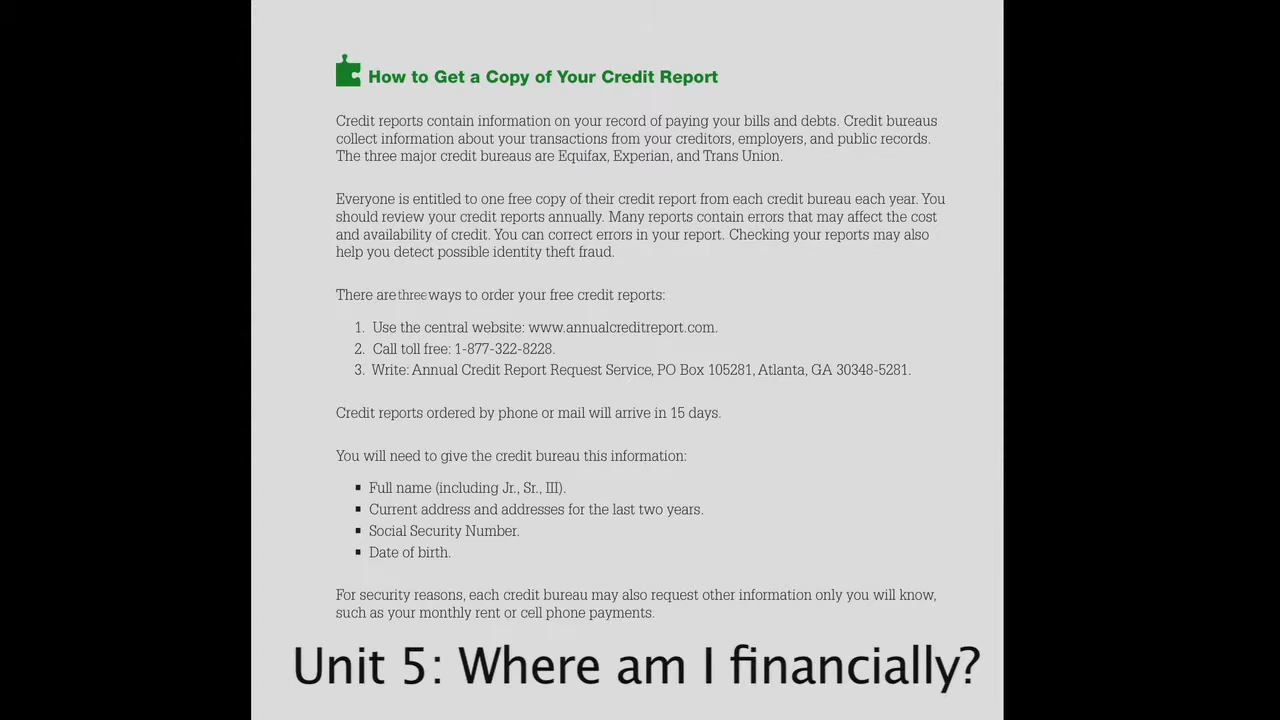 How to Get a Copy of Your Credit Report
Credit reports contain information on your record of paying your bills and debts. Credit bureaus
collect information about your transactions from your creditors, employers, and public records.
The three major credit bureaus are Equifax, Experian, and Trans Union.
Everyone is entitled to one free copy of their credit report from each credit bureau each year. You
should review your credit reports annually. Many reports contain errors that may affect the cost
and availability of credit. You can correct errors in your report. Checking your reports may also
help you detect possible identity theft fraud.
There are three ways to order your free credit reports:
1. Use the central website: www.annualcreditreport.com.
2. Call toll free: 1-877-322-8228.
3. Write: Annual Credit Report Request Service, PO Box 105281, Atlanta, GA 30348-5281.
Credit reports ordered by phone or mail will arrive in 15 days.
You will need to give the credit bureau this information:
▪ Full name (including Jr., Sr., III).
▪ Current address and addresses for the last two years.
▪ Social Security Number.
▪ Date of birth.
For security reasons, each credit bureau may also request other information only you will know,
such as your monthly rent or cell phone payments.
Unit 5: Where am I financially?